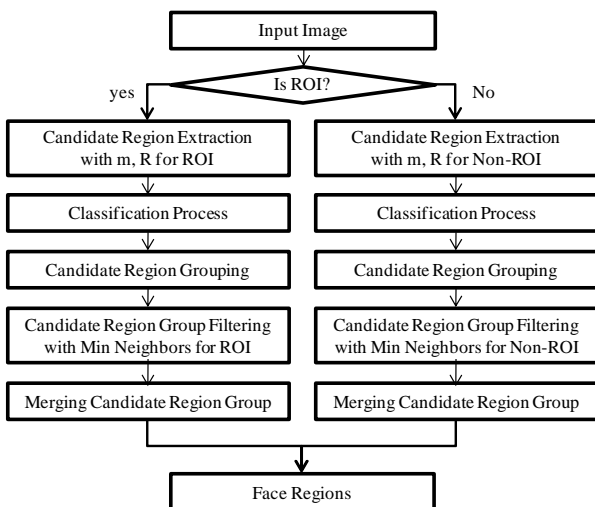 Input Image
Is ROI?
yes
No
Candidate Region Extraction
with m, R for ROI
Candidate Region Extraction
with m, R for Non-ROI
Classification Process
Classification Process
Candidate Region Grouping
Candidate Region Grouping
Candidate Region Group Filtering
with Min Neighbors for ROI
Candidate Region Group Filtering
with Min Neighbors for Non-ROI
Merging Candidate Region Group
Merging Candidate Region Group
Face Regions